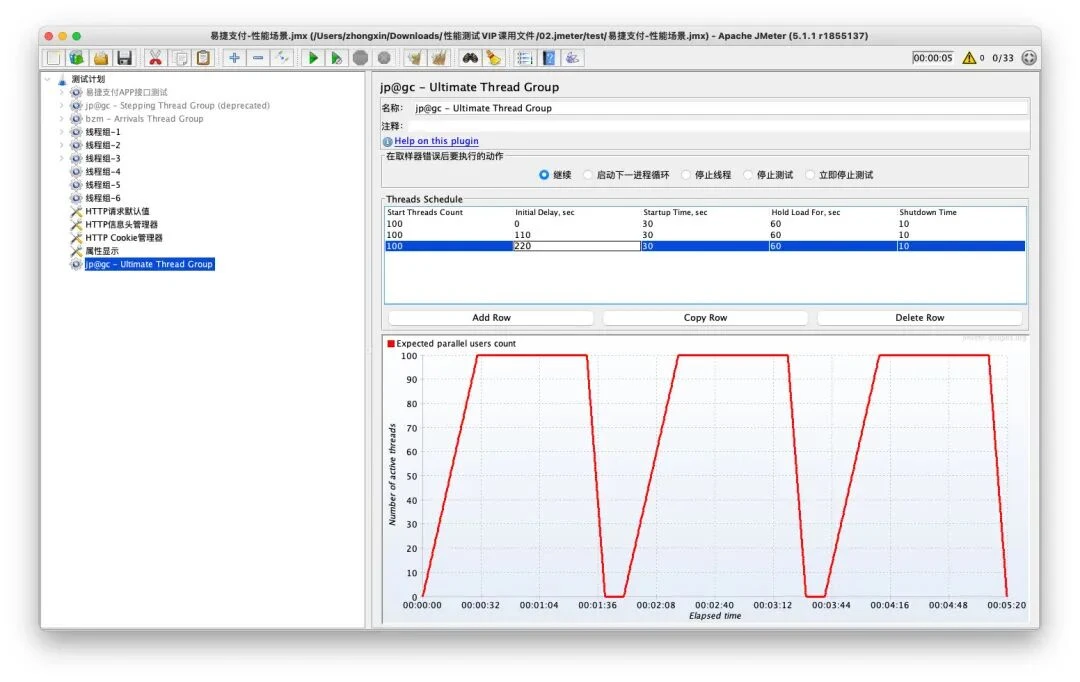 易捷支付-性能场景.jmx (/Users/zhongxin/Downloads/性能测试VIP课用文件/02.jmeter/test/易捷支付-性能场景.jmx) - Apache JMeter (5.1.1 r1855137)
00:00:05 0 0/33
测试计划
易捷支付APP接口测试
jp@gc - Stepping Thread Group (deprecated)
bzm - Arrivals Thread Group
线程组-1
线程组-2
线程组-3
线程组-4
线程组-5
线程组-6
HTTP请求默认值
HTTP信息头管理器
HTTP Cookie管理器
属性显示
jp@gc - Ultimate Thread Group
jp@gc - Ultimate Thread Group
名称: jp@gc - Ultimate Thread Group
注释:
Help on this plugin
在取样器错误后要执行的动作
继续 启动下一进程循环 停止线程 停止测试 立即停止测试
Threads Schedule
Start Threads Count Initial Delay, sec Startup Time, sec Hold Load For, sec Shutdown Time
100 0 30 60 10
100 110 30 60 10
100 220 30 60 10
Add Row Copy Row Delete Row
jmeter-plugins.org
Expected parallel users count
100
90
80
70
60
50
40
30
20
10
0
Number of active threads
00:00:00 00:00:32 00:01:04 00:01:36 00:02:08 00:02:40 00:03:12 00:03:44 00:04:16 00:04:48 00:05:20
Elapsed time